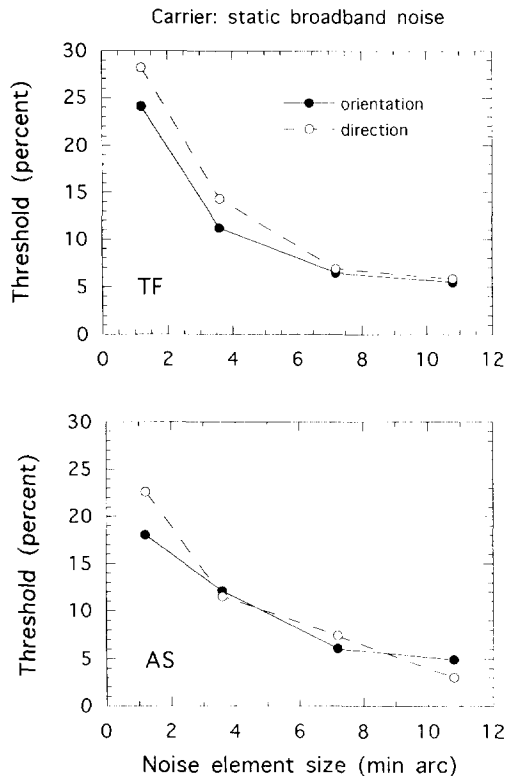 Carrier: static broadband noise
30
25
20
15
10
5
0
Threshold (percent)
orientation
direction
TF
0 2 4 6 8 10 12
30
25
20
15
10
5
0
Threshold (percent)
AS
0 2 4 6 8 10 12
Noise element size (min arc)